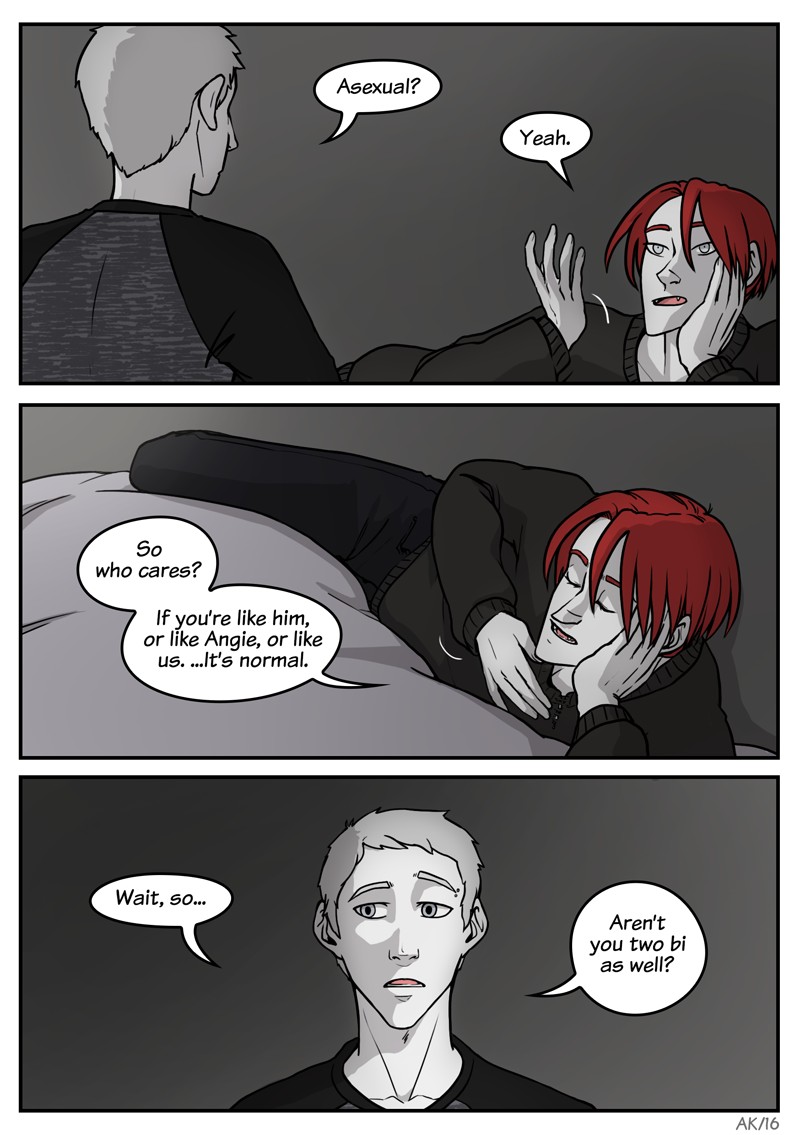 Asexual?
Yeah.
So
who cares?
If you're like him,
or like Angie, or like
us. ...It's normal.
Wait, so...
Aren't
you two bi
as well?
AK/16